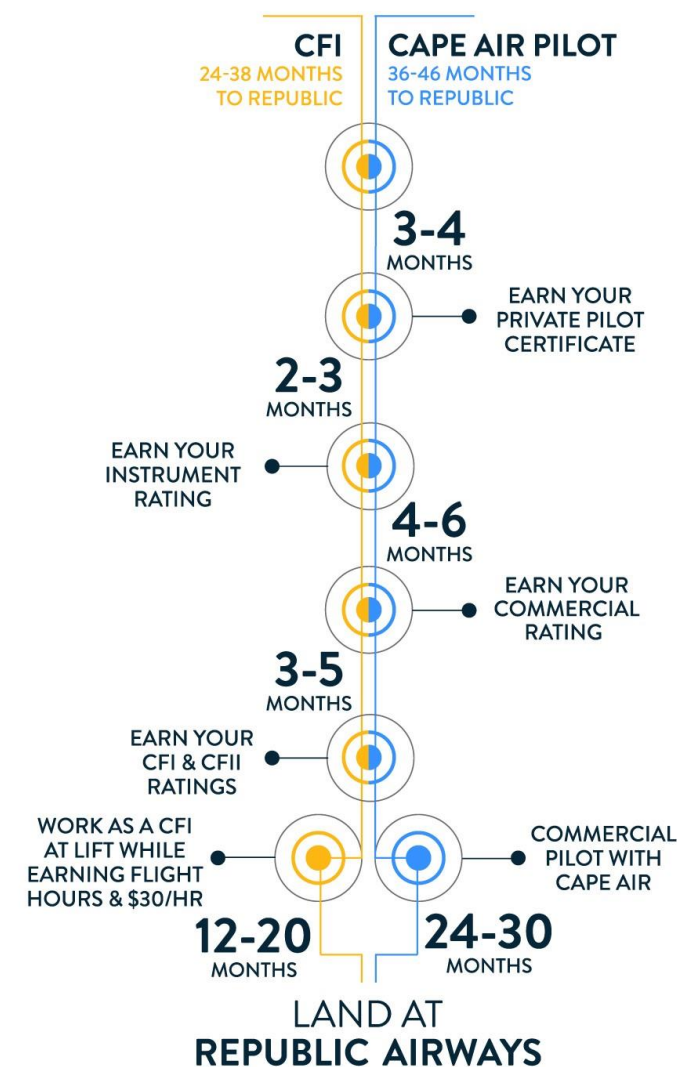 CFI
24-38 MONTHS
TO REPUBLIC
CAPE AIR PILOT
36-46 MONTHS
TO REPUBLIC
3-4
MONTHS
EARN YOUR
PRIVATE PILOT
CERTIFICATE
2-3
MONTHS
EARN YOUR
INSTRUMENT
RATING
4-6
MONTHS
EARN YOUR
COMMERCIAL
RATING
3-5
MONTHS
EARN YOUR
CFI & CFII
RATINGS
WORK AS A CFI
AT LIFT WHILE
EARNING FLIGHT
HOURS & $30/HR
COMMERCIAL
PILOT WITH
CAPE AIR
12-20
MONTHS
24-30
MONTHS
LAND AT
REPUBLIC AIRWAYS